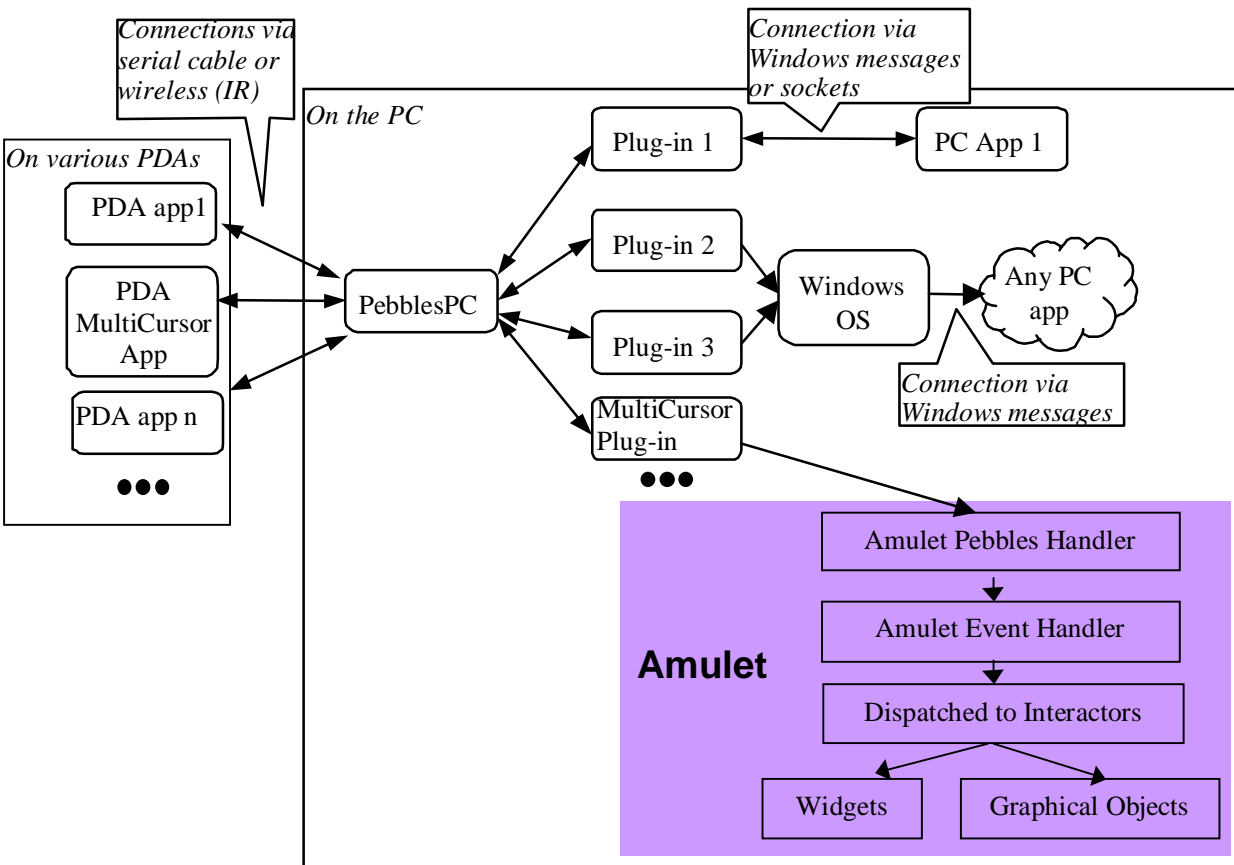 Connections via
serial cable or
wireless (IR)
Connection via
Windows messages
or sockets
On the PC
On various PDAs
PDA app1
PDA
MultiCursor
App
PDA app n
PebblesPC
Plug-in 1
PC App 1
Plug-in 2
Plug-in 3
MultiCursor
Plug-in
Windows
OS
Any PC
app
Connection via
Windows messages
Amulet
Amulet Pebbles Handler
Amulet Event Handler
Dispatched to Interactors
Widgets
Graphical Objects